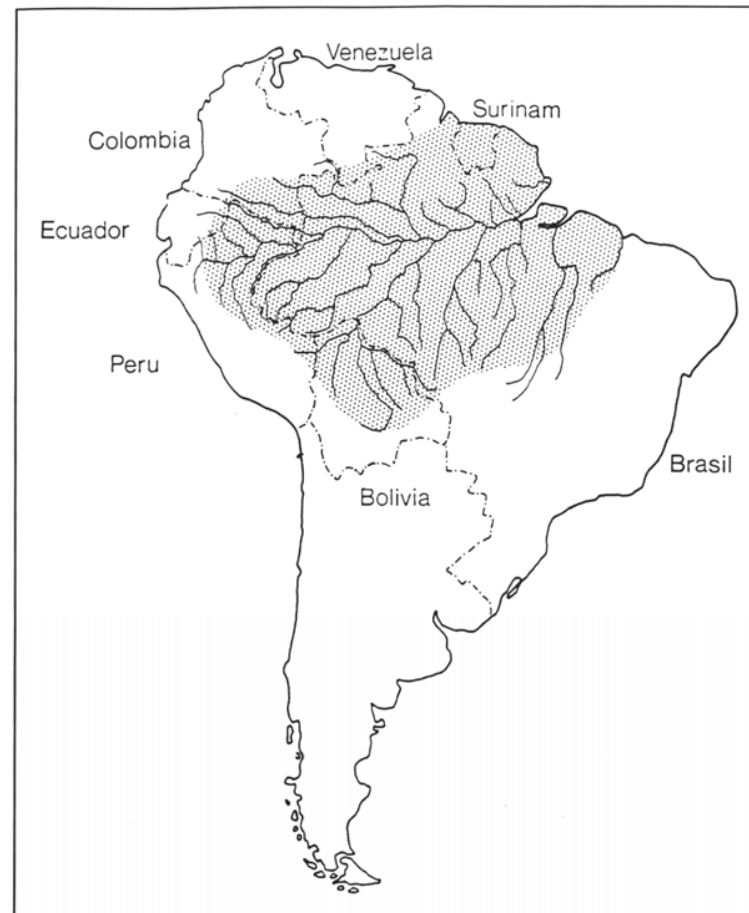 Venezuela
Surinam
Colombia
Ecuador
Peru
Brasil
Bolivia